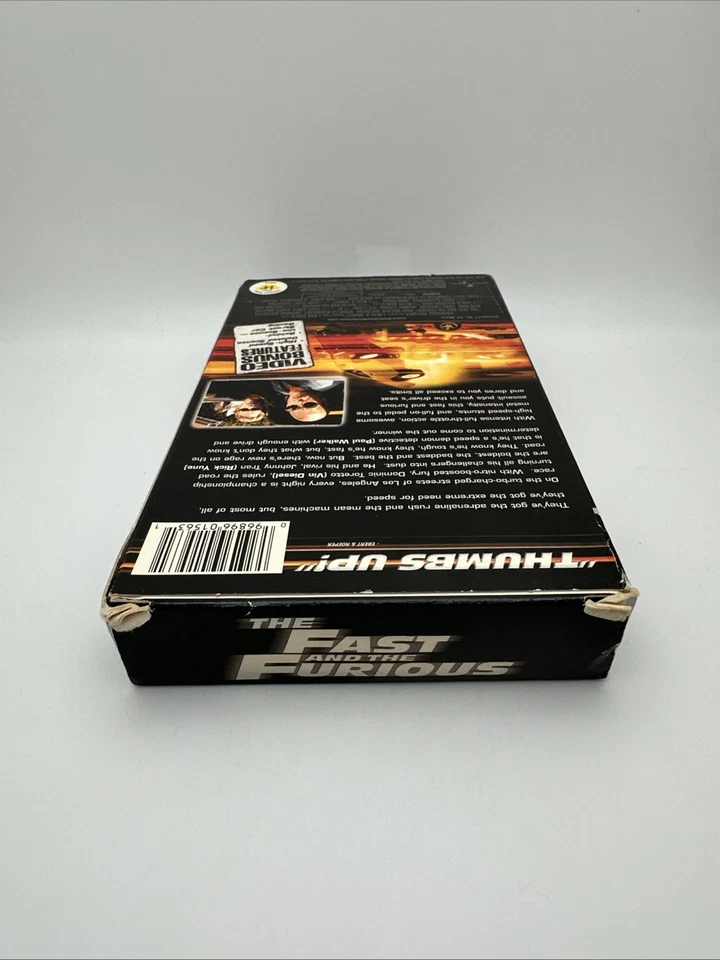 THE
FAST
AND THE
FURIOUS
"THUMBS UP!"
- EBERT & ROEPER
0 96896 01563 1
They've got the adrenaline rush and the mean machines, but most of all,
they've got the extreme need for speed.
On the turbo-charged streets of Los Angeles, every night is a championship
race. With nitro-boosted fury, Dominic Toretto (Vin Diesel), rules the road
turning all his challengers into dust. He and his rival, Johnny Tran (Rick Yune)
are the boldest, the baddest and the best. But now, there's new rage on the
road. They know he's tough, they know he's fast, but what they don't know
is that he's a speed demon detective (Paul Walker) with enough drive and
determination to come out the winner.
With intense full-throttle action, awesome
high-speed stunts, and full-on pedal to the
metal intensity, this fast and furious
assault puts you in the driver's seat
and dares you to exceed all limits.
VIDEO
BONUS
FEATURES